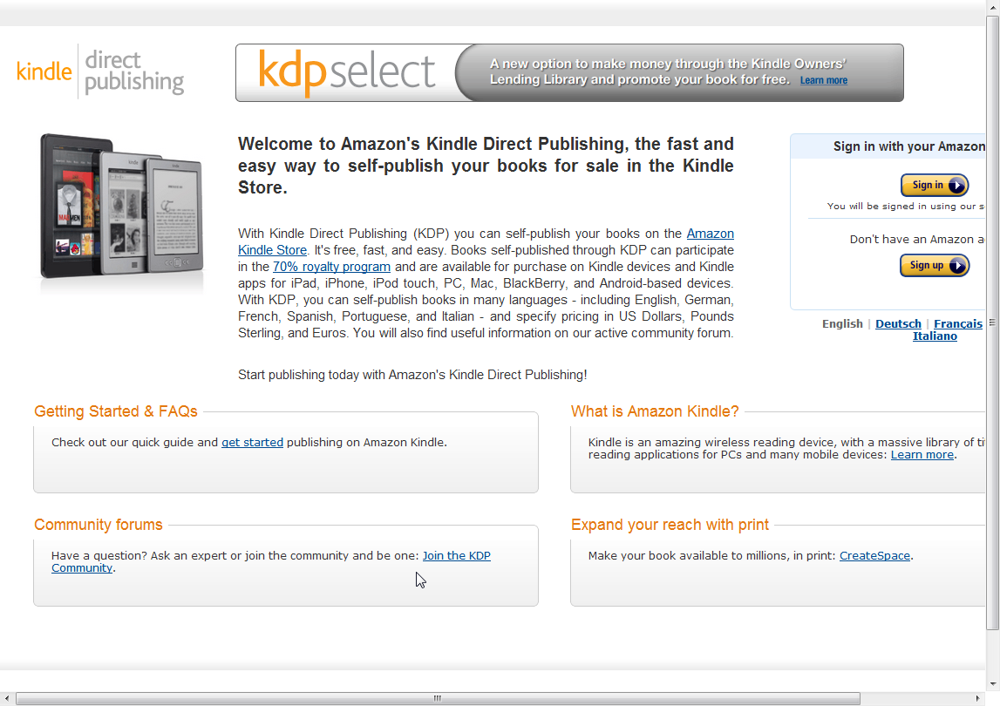 kindle direct publishing
kdpselect
A new option to make money through the Kindle Owners'
Lending Library and promote your book for free. Learn more
Welcome to Amazon's Kindle Direct Publishing, the fast and
easy way to self-publish your books for sale in the Kindle
Store.
With Kindle Direct Publishing (KDP) you can self-publish your books on the Amazon
Kindle Store. It's free, fast, and easy. Books self-published through KDP can participate
in the 70% royalty program and are available for purchase on Kindle devices and Kindle
apps for iPad, iPhone, iPod touch, PC, Mac, BlackBerry, and Android-based devices.
With KDP, you can self-publish books in many languages - including English, German,
French, Spanish, Portuguese, and Italian - and specify pricing in US Dollars, Pounds
Sterling, and Euros. You will also find useful information on our active community forum.
Start publishing today with Amazon's Kindle Direct Publishing!
Sign in with your Amazon
Sign in
You will be signed in using our s
Don't have an Amazon a
Sign up
English | Deutsch | Français
Italiano
Getting Started & FAQs
Check out our quick guide and get started publishing on Amazon Kindle.
What is Amazon Kindle?
Kindle is an amazing wireless reading device, with a massive library of ti
reading applications for PCs and many mobile devices: Learn more.
Community forums
Have a question? Ask an expert or join the community and be one: Join the KDP
Community.
Expand your reach with print
Make your book available to millions, in print: CreateSpace.